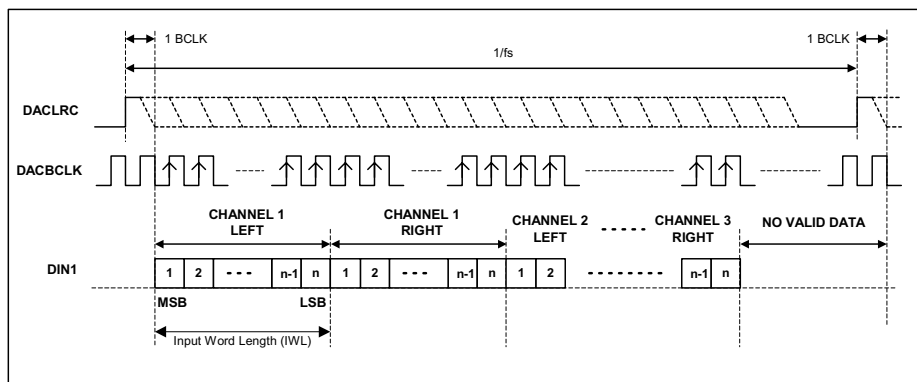 1 BCLK
1 BCLK
1/fs
DACLRC
DACBCLK
CHANNEL 1
LEFT
CHANNEL 1
RIGHT
CHANNEL 2
LEFT
CHANNEL 3
RIGHT
NO VALID DATA
DIN1
1 2 n-1 n 1 2 n-1 n 1 2 n-1 n
MSB LSB
Input Word Length (IWL)